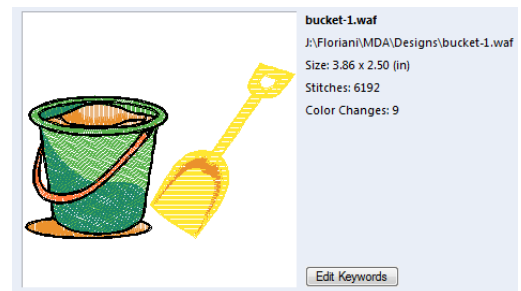 bucket-1.waf
J:\Floriani\MDA\Designs\bucket-1.waf
Size: 3.86 x 2.50 (in)
Stitches: 6192
Color Changes: 9
Edit Keywords